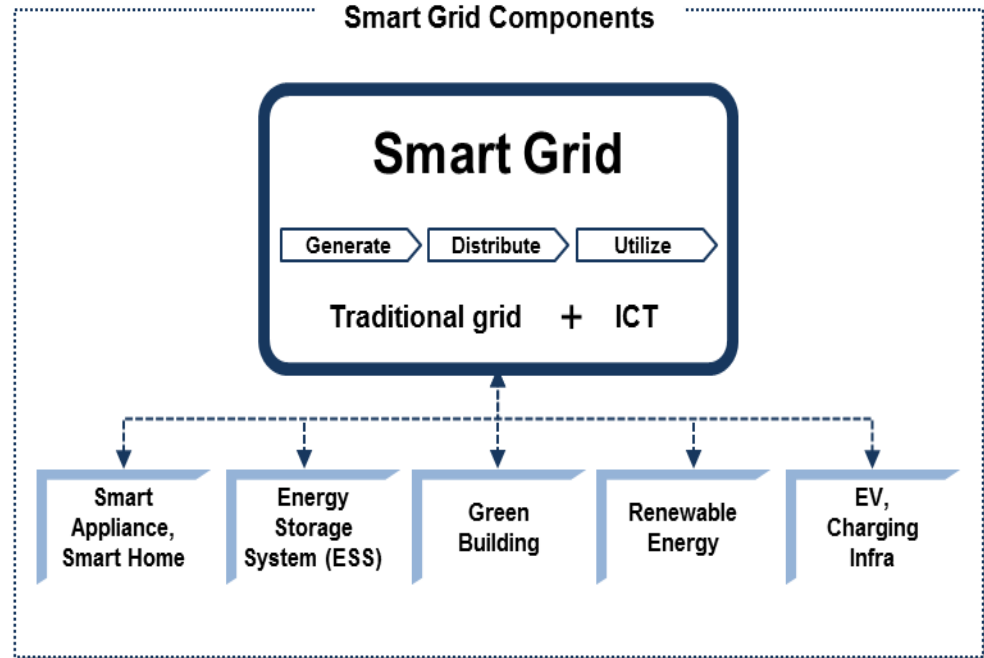 Smart Grid Components
Smart Grid
Generate Distribute Utilize
Traditional grid + ICT
Smart
Appliance,
Smart Home
Energy
Storage
System (ESS)
Green
Building
Renewable
Energy
EV,
Charging
Infra